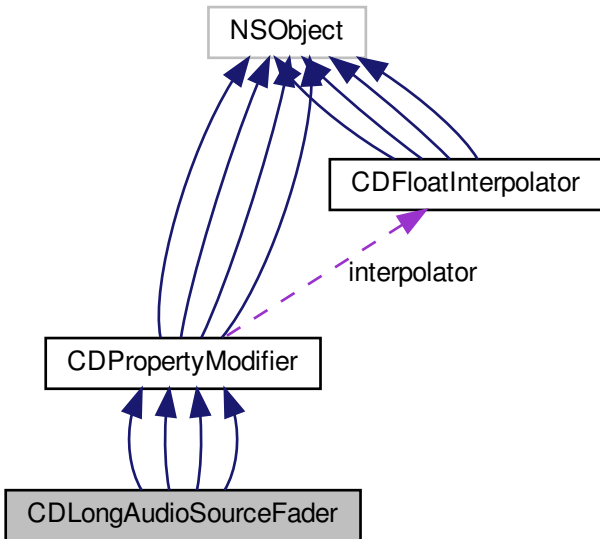 NSObject
CDFloatInterpolator
interpolator
CDPropertyModifier
CDLongAudioSourceFader